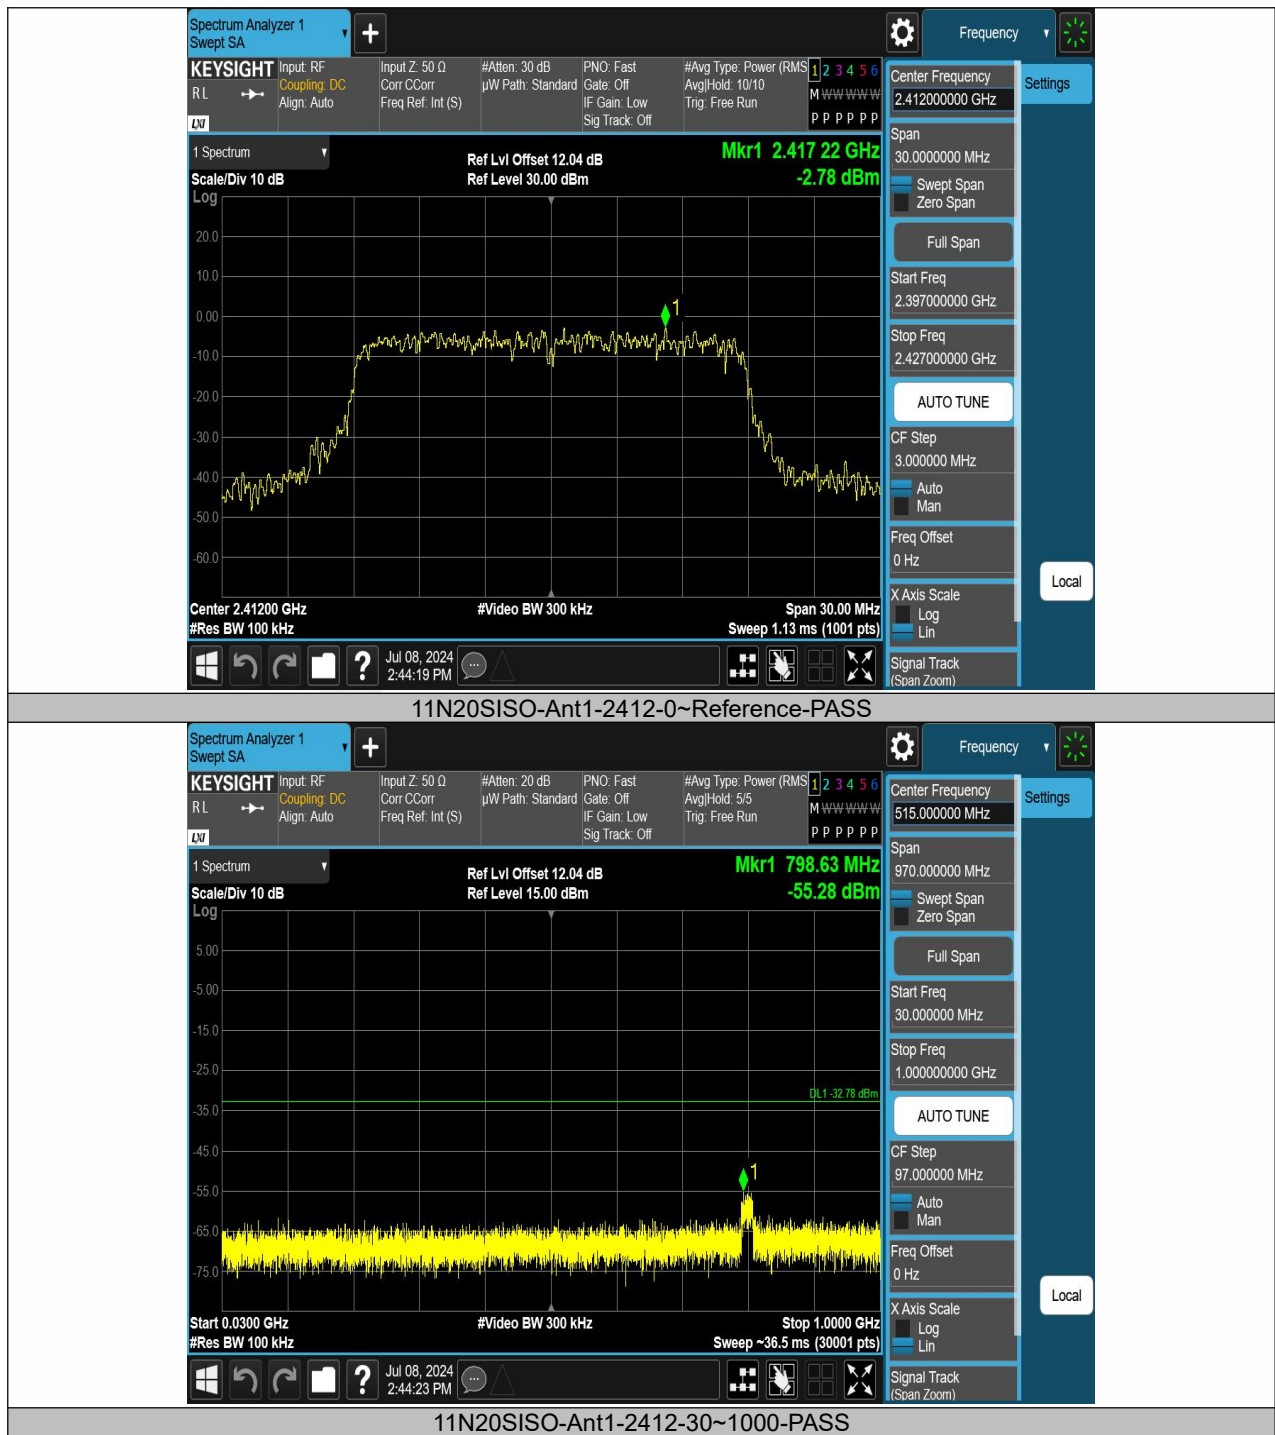 Spectrum Analyzer 1
Swept SA
+
Frequency
KEYSIGHT
RL
LXI
Input: RF
Coupling: DC
Align: Auto
Input Z: 50 Ω
Corr CCorr
Freq Ref: Int (S)
#Atten: 30 dB
µW Path: Standard
PNO: Fast
Gate: Off
IF Gain: Low
Sig Track: Off
#Avg Type: Power (RMS
Avg|Hold: 10/10
Trig: Free Run
1 2 3 4 5 6
M W W W W W
P P P P P P
1 Spectrum
Scale/Div 10 dB
Ref Lvl Offset 12.04 dB
Ref Level 30.00 dBm
Mkr1 2.417 22 GHz
-2.78 dBm
Log
20.0
10.0
0.00
-10.0
-20.0
-30.0
-40.0
-50.0
-60.0
1
Center 2.41200 GHz
#Res BW 100 kHz
#Video BW 300 kHz
Span 30.00 MHz
Sweep 1.13 ms (1001 pts)
?
Jul 08, 2024
2:44:19 PM
Center Frequency
2.412000000 GHz
Span
30.0000000 MHz
Swept Span
Zero Span
Full Span
Start Freq
2.397000000 GHz
Stop Freq
2.427000000 GHz
AUTO TUNE
CF Step
3.000000 MHz
Auto
Man
Freq Offset
0 Hz
X Axis Scale
Log
Lin
Signal Track
(Span Zoom)
Settings
Local
11N20SISO-Ant1-2412-0~Reference-PASS
Spectrum Analyzer 1
Swept SA
+
Frequency
KEYSIGHT
RL
LXI
Input: RF
Coupling: DC
Align: Auto
Input Z: 50 Ω
Corr CCorr
Freq Ref: Int (S)
#Atten: 20 dB
µW Path: Standard
PNO: Fast
Gate: Off
IF Gain: Low
Sig Track: Off
#Avg Type: Power (RMS
Avg|Hold: 5/5
Trig: Free Run
1 2 3 4 5 6
M W W W W W
P P P P P P
1 Spectrum
Scale/Div 10 dB
Ref Lvl Offset 12.04 dB
Ref Level 15.00 dBm
Mkr1 798.63 MHz
-55.28 dBm
Log
5.00
-5.00
-15.0
-25.0
-35.0
-45.0
-55.0
-65.0
-75.0
DL1 -32.78 dBm
1
Start 0.0300 GHz
#Res BW 100 kHz
#Video BW 300 kHz
Stop 1.0000 GHz
Sweep ~36.5 ms (30001 pts)
?
Jul 08, 2024
2:44:23 PM
Center Frequency
515.000000 MHz
Span
970.000000 MHz
Swept Span
Zero Span
Full Span
Start Freq
30.000000 MHz
Stop Freq
1.000000000 GHz
AUTO TUNE
CF Step
97.000000 MHz
Auto
Man
Freq Offset
0 Hz
X Axis Scale
Log
Lin
Signal Track
(Span Zoom)
Settings
Local
11N20SISO-Ant1-2412-30~1000-PASS